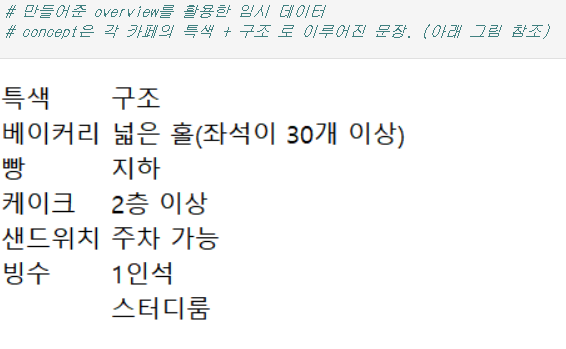 # 만들어준 overview를 활용한 임시 데이터
# concept은 각 카페의 특색 + 구조 로 이루어진 문장. (아래 그림 참조)
특색 구조
베이커리 넓은 홀(좌석이 30개 이상)
빵 지하
케이크 2층 이상
샌드위치 주차 가능
빙수 1인석
스터디룸